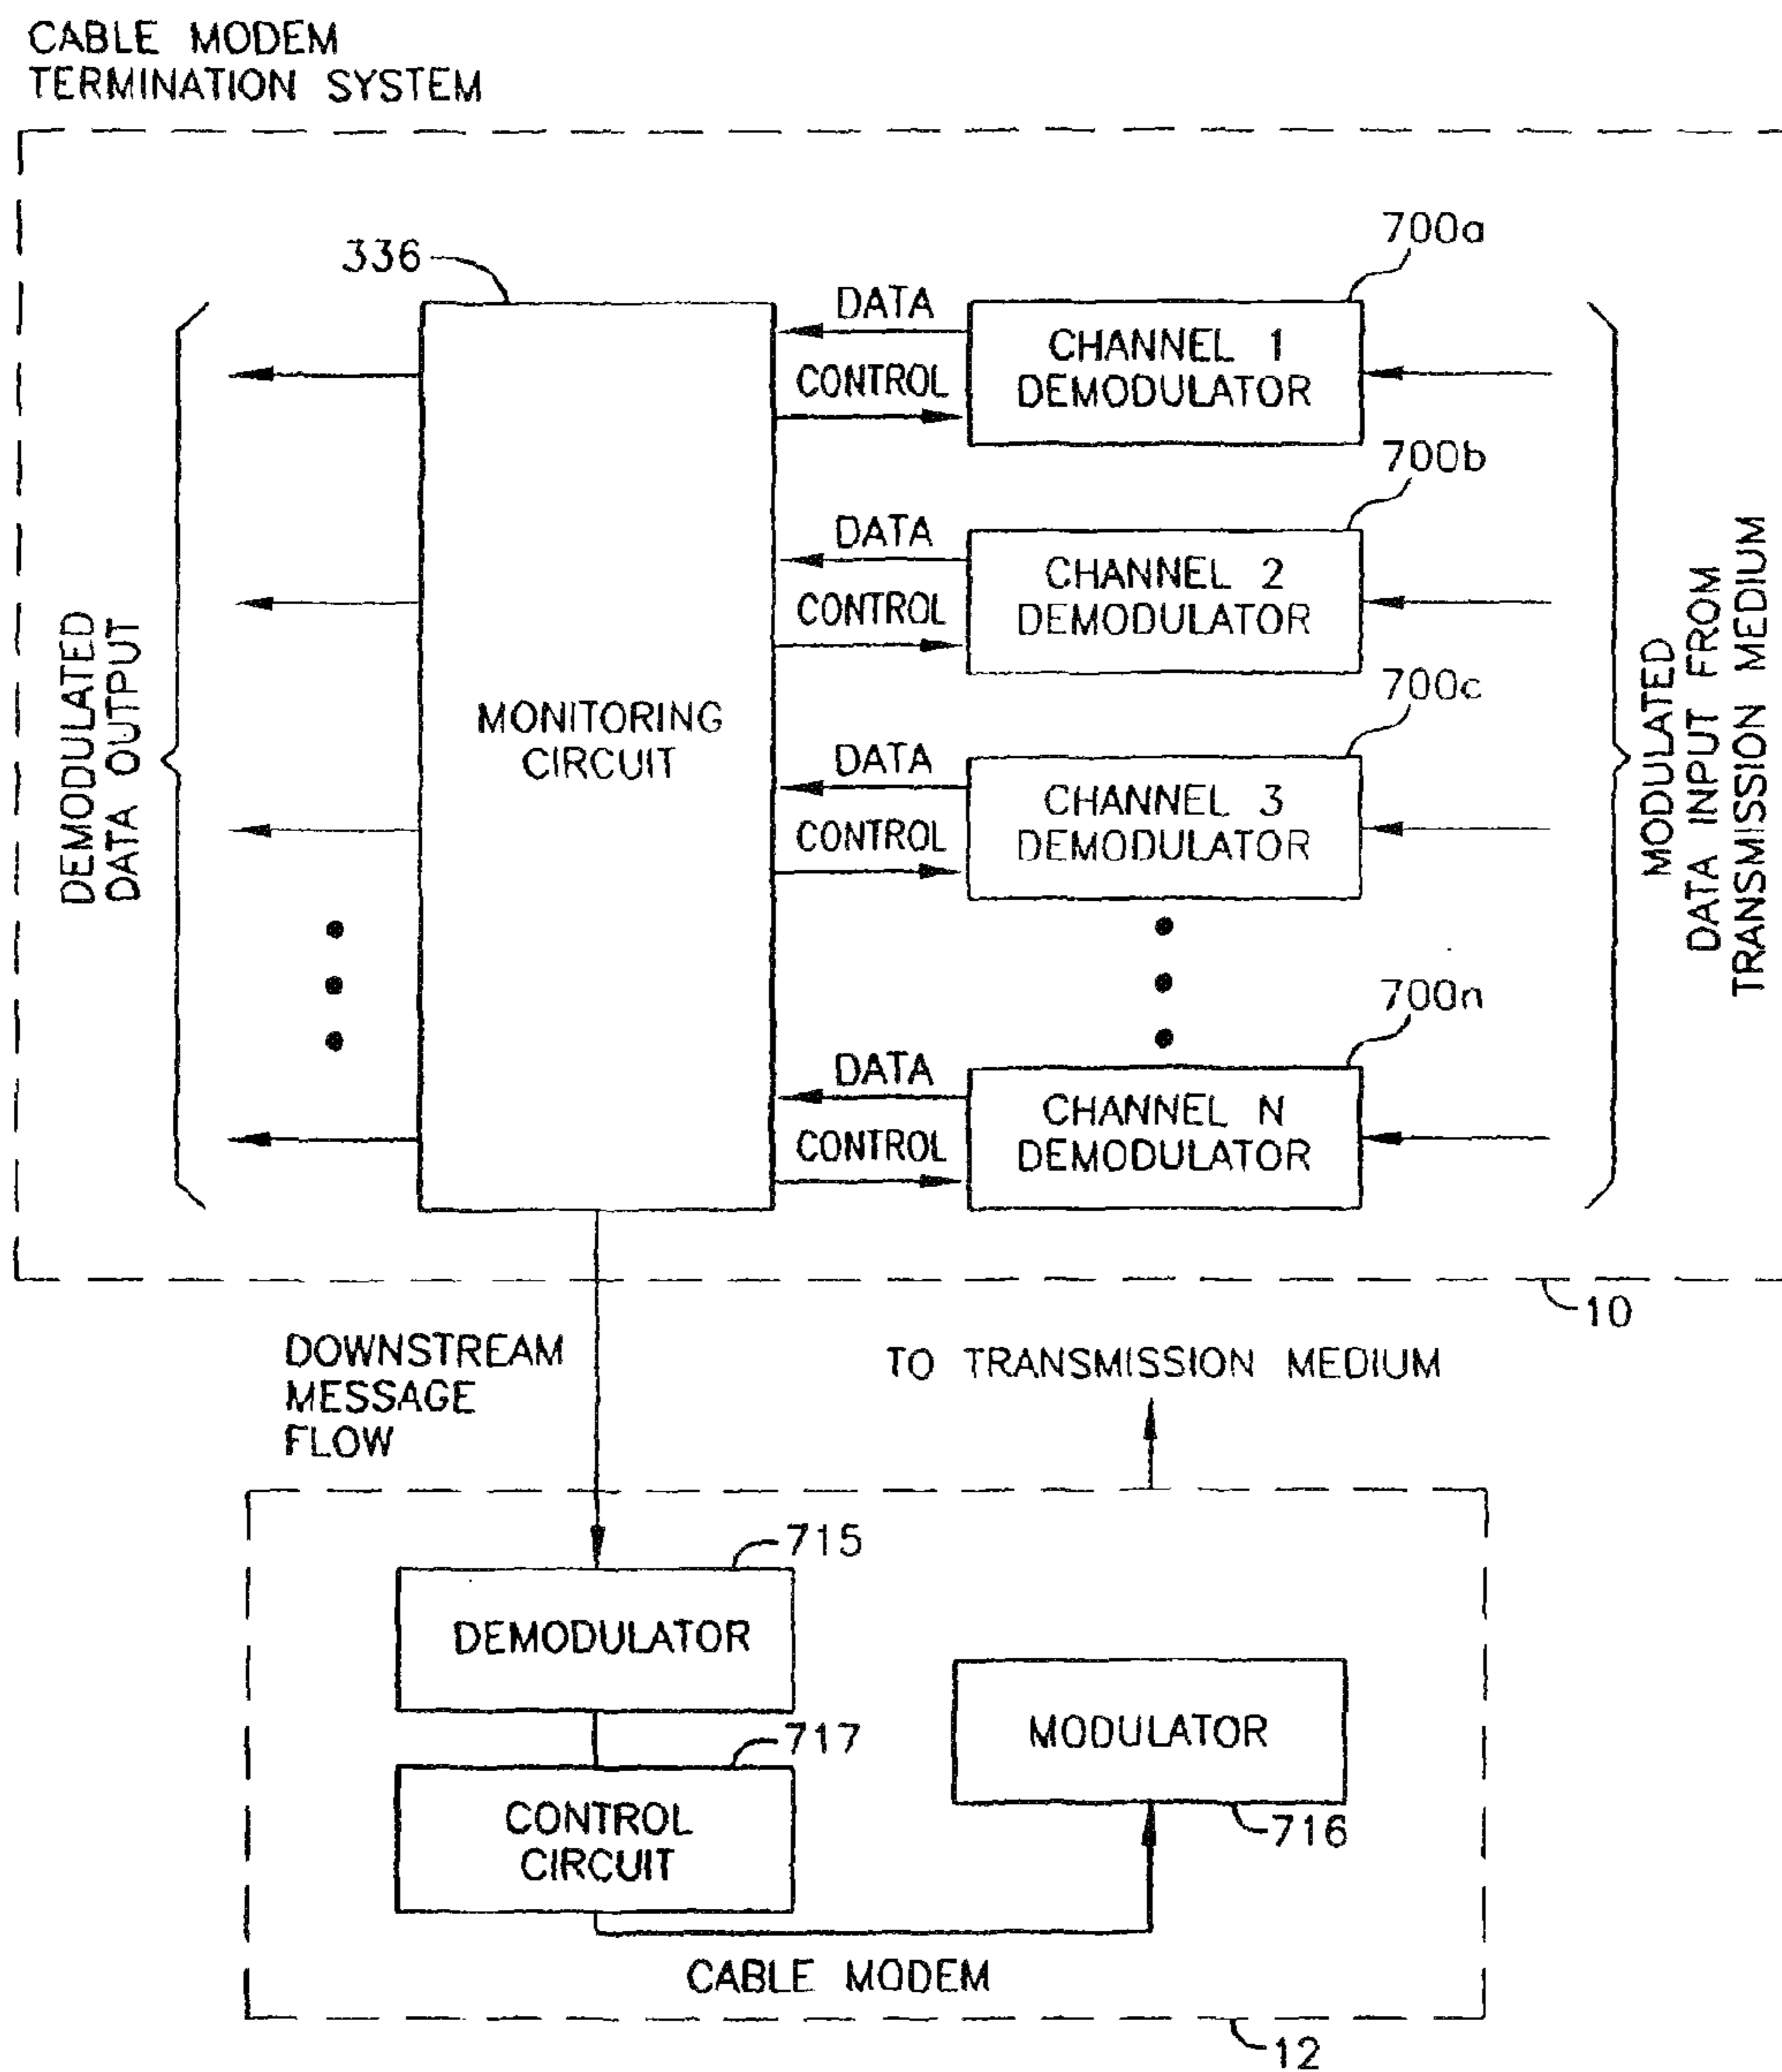 CABLE MODEM
TERMINATION SYSTEM
336
700a
DATA
CONTROL
CHANNEL 1
DEMODULATOR
700b
DATA
CONTROL
CHANNEL 2
DEMODULATOR
700c
DATA
CONTROL
CHANNEL 3
DEMODULATOR
700n
DATA
CONTROL
CHANNEL N
DEMODULATOR
MONITORING
CIRCUIT
DEMODULATED
DATA OUTPUT
MODULATED
DATA INPUT FROM
TRANSMISSION MEDIUM
10
DOWNSTREAM
MESSAGE
FLOW
TO TRANSMISSION MEDIUM
715
DEMODULATOR
717
CONTROL
CIRCUIT
MODULATOR
716
CABLE MODEM
12